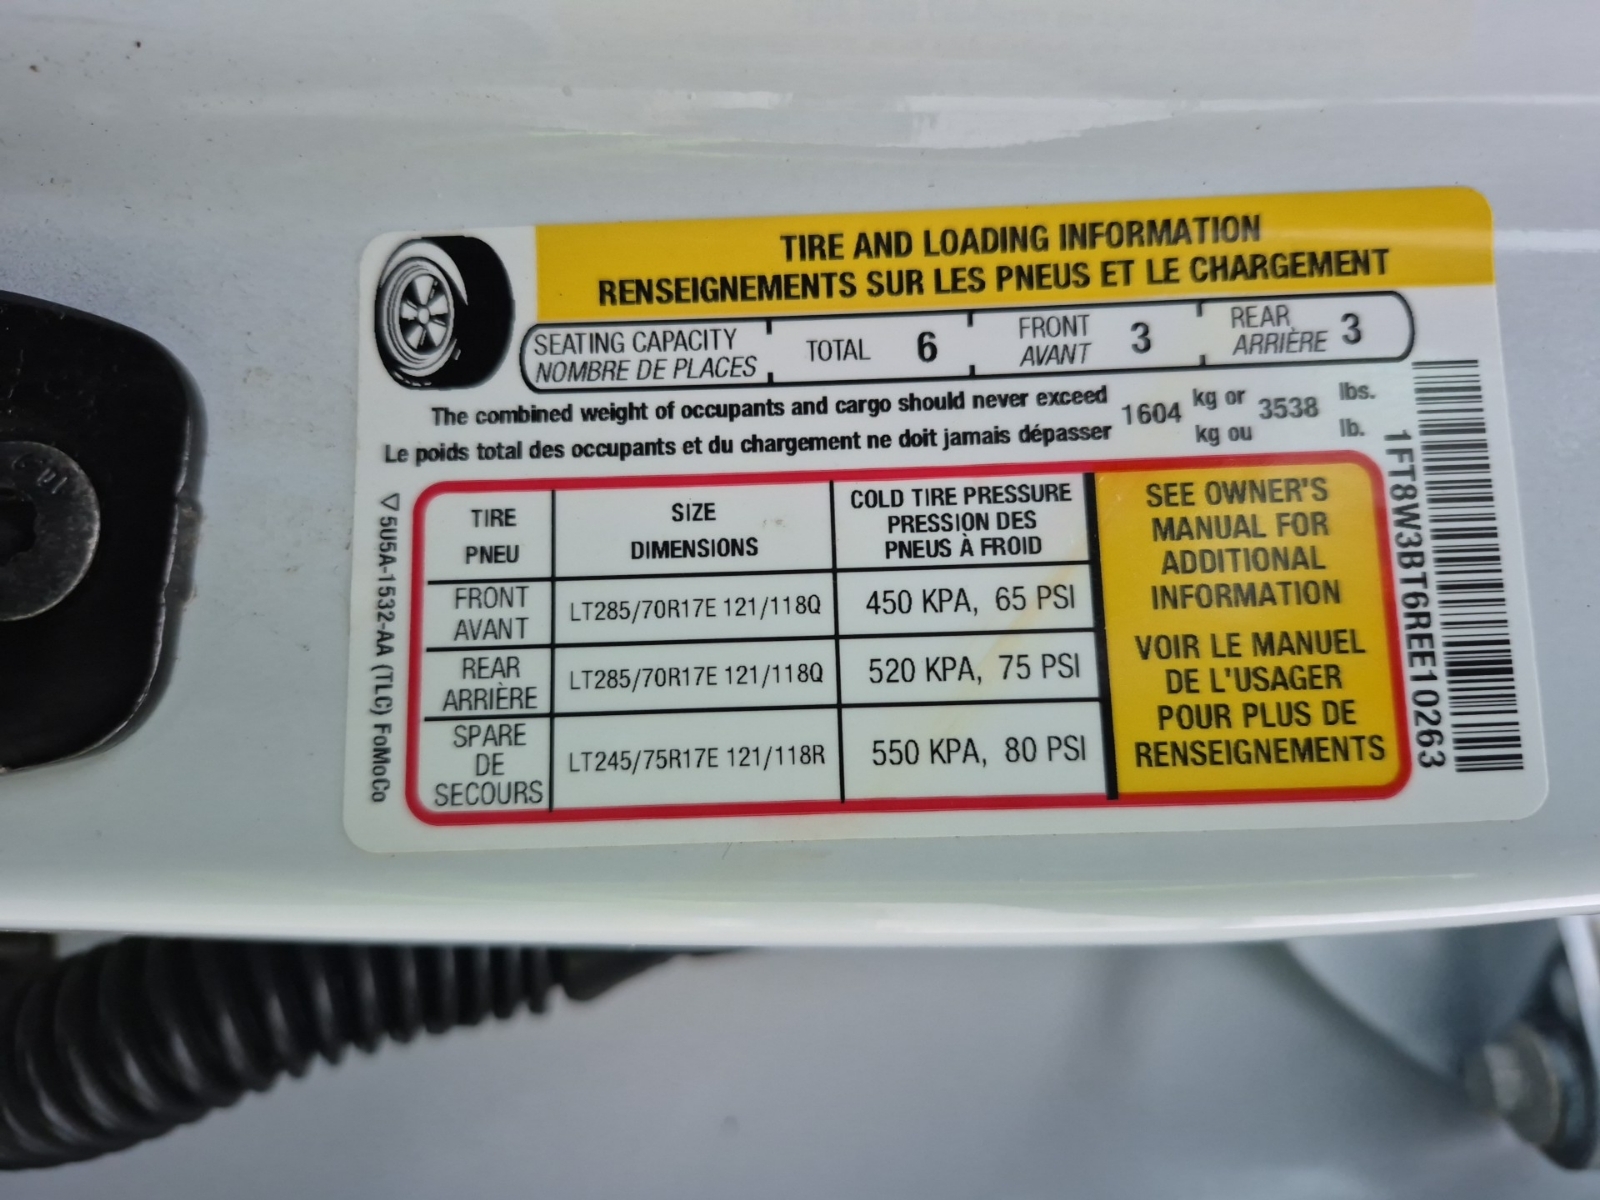 TIRE AND LOADING INFORMATION
RENSEIGNEMENTS SUR LES PNEUS ET LE CHARGEMENT
SEATING CAPACITY
NOMBRE DE PLACES
TOTAL 6
FRONT
AVANT
3
REAR
ARRIÈRE
3
The combined weight of occupants and cargo should never exceed
Le poids total des occupants et du chargement ne doit jamais dépasser
1604
kg or
kg ou
3538
lbs.
lb.
TIRE
PNEU
SIZE
DIMENSIONS
COLD TIRE PRESSURE
PRESSION DES
PNEUS À FROID
FRONT
AVANT
LT285/70R17E 121/118Q
450 KPA, 65 PSI
REAR
ARRIÈRE
LT285/70R17E 121/118Q
520 KPA, 75 PSI
SPARE
DE
SECOURS
LT245/75R17E 121/118R
550 KPA, 80 PSI
SEE OWNER'S
MANUAL FOR
ADDITIONAL
INFORMATION
VOIR LE MANUEL
DE L'USAGER
POUR PLUS DE
RENSEIGNEMENTS
5U5A-1532-AA (TLC) FoMoCo
1FT8W3BT6REE10263